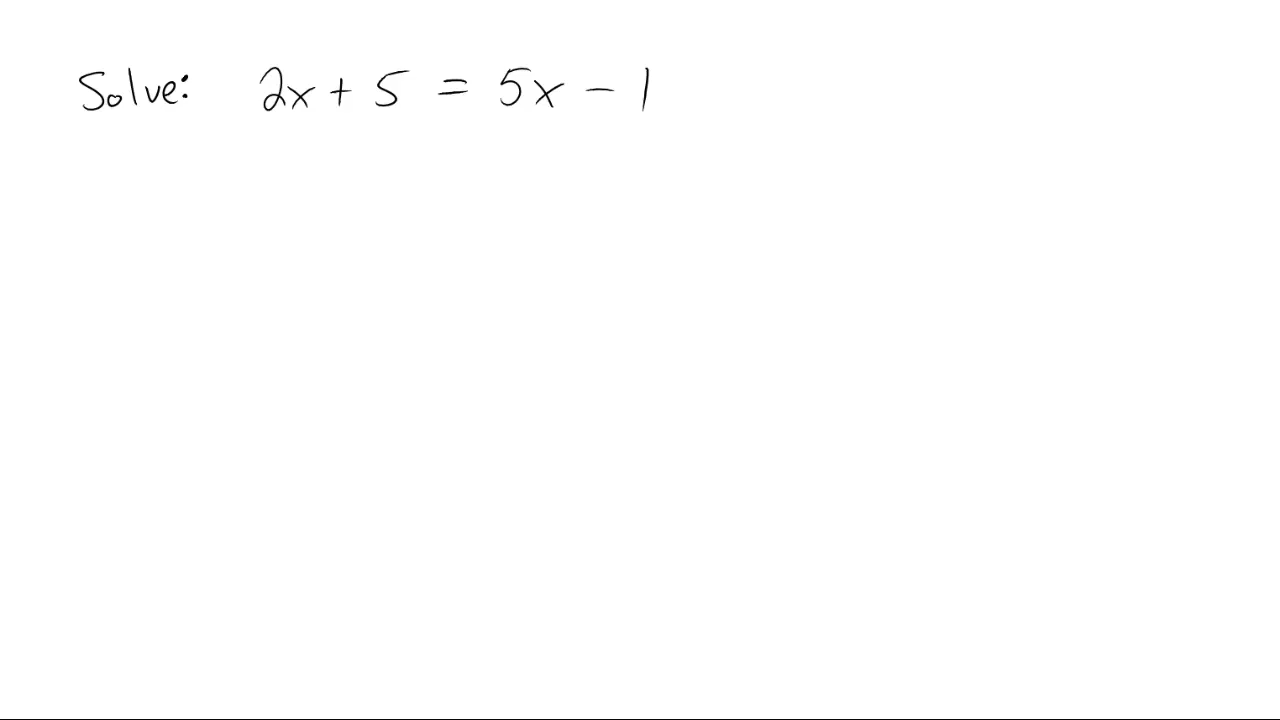 Solve: 2x + 5 = 5x - 1